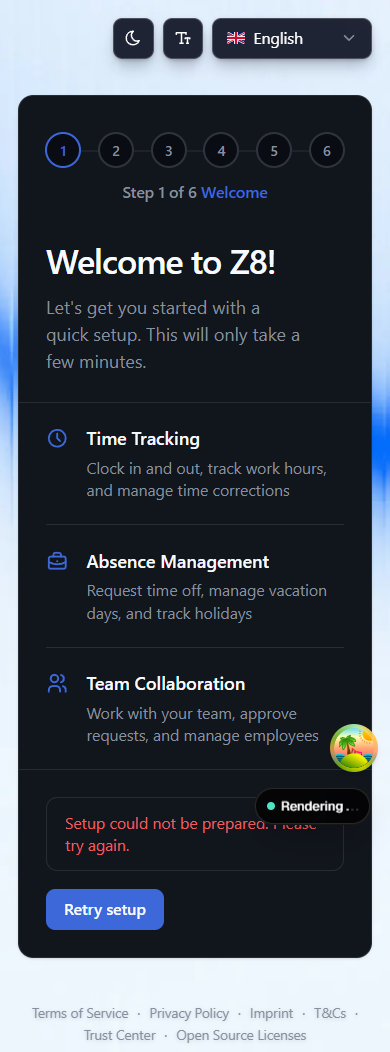 English
1 2 3 4 5 6
Step 1 of 6 Welcome
Welcome to Z8!
Let's get you started with a
quick setup. This will only take a
few minutes.
Time Tracking
Clock in and out, track work hours,
and manage time corrections
Absence Management
Request time off, manage vacation
days, and track holidays
Team Collaboration
Work with your team, approve
requests, and manage employees
Rendering...
Setup could not be prepared. Please
try again.
Retry setup
Terms of Service · Privacy Policy · Imprint · T&Cs ·
Trust Center · Open Source Licenses